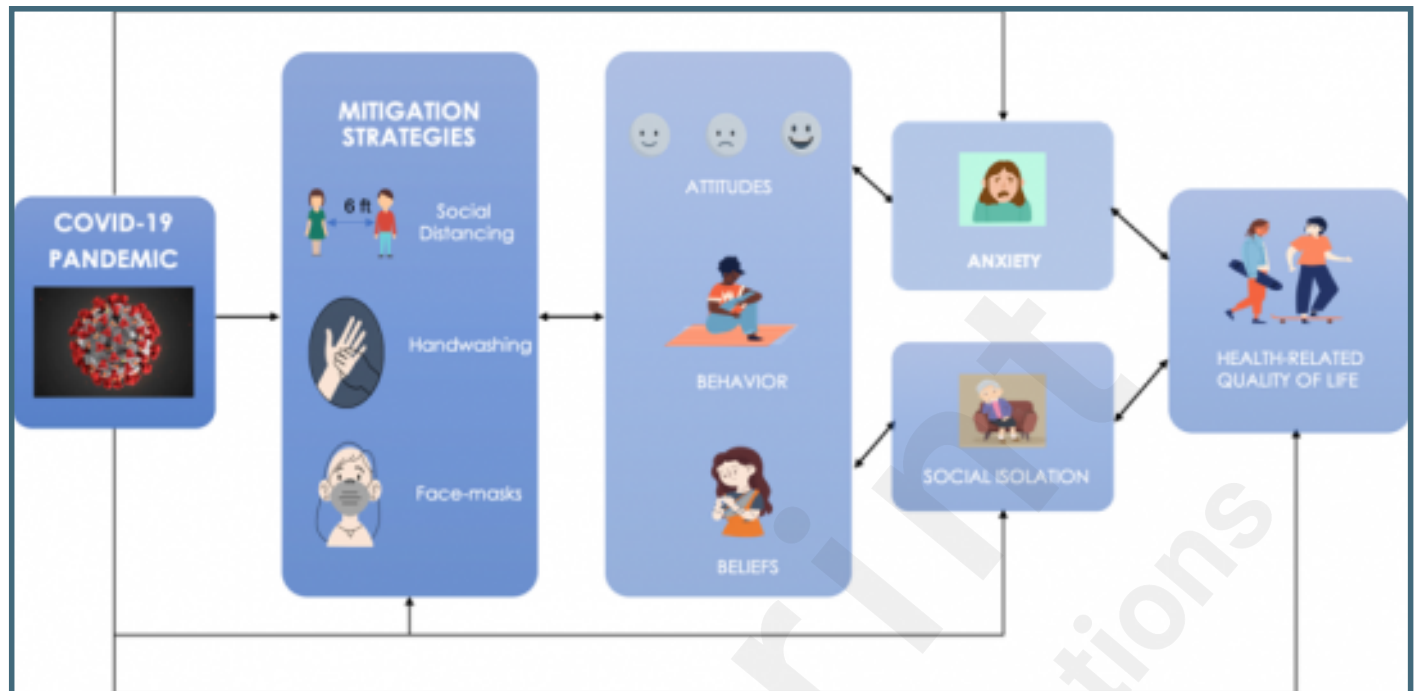 COVID-19
PANDEMIC
MITIGATION
STRATEGIES
6 ft
Social
Distancing
Handwashing
Face-masks
ATTITUDES
BEHAVIOR
BELIEFS
ANXIETY
SOCIAL ISOLATION
HEALTH-RELATED
QUALITY OF LIFE